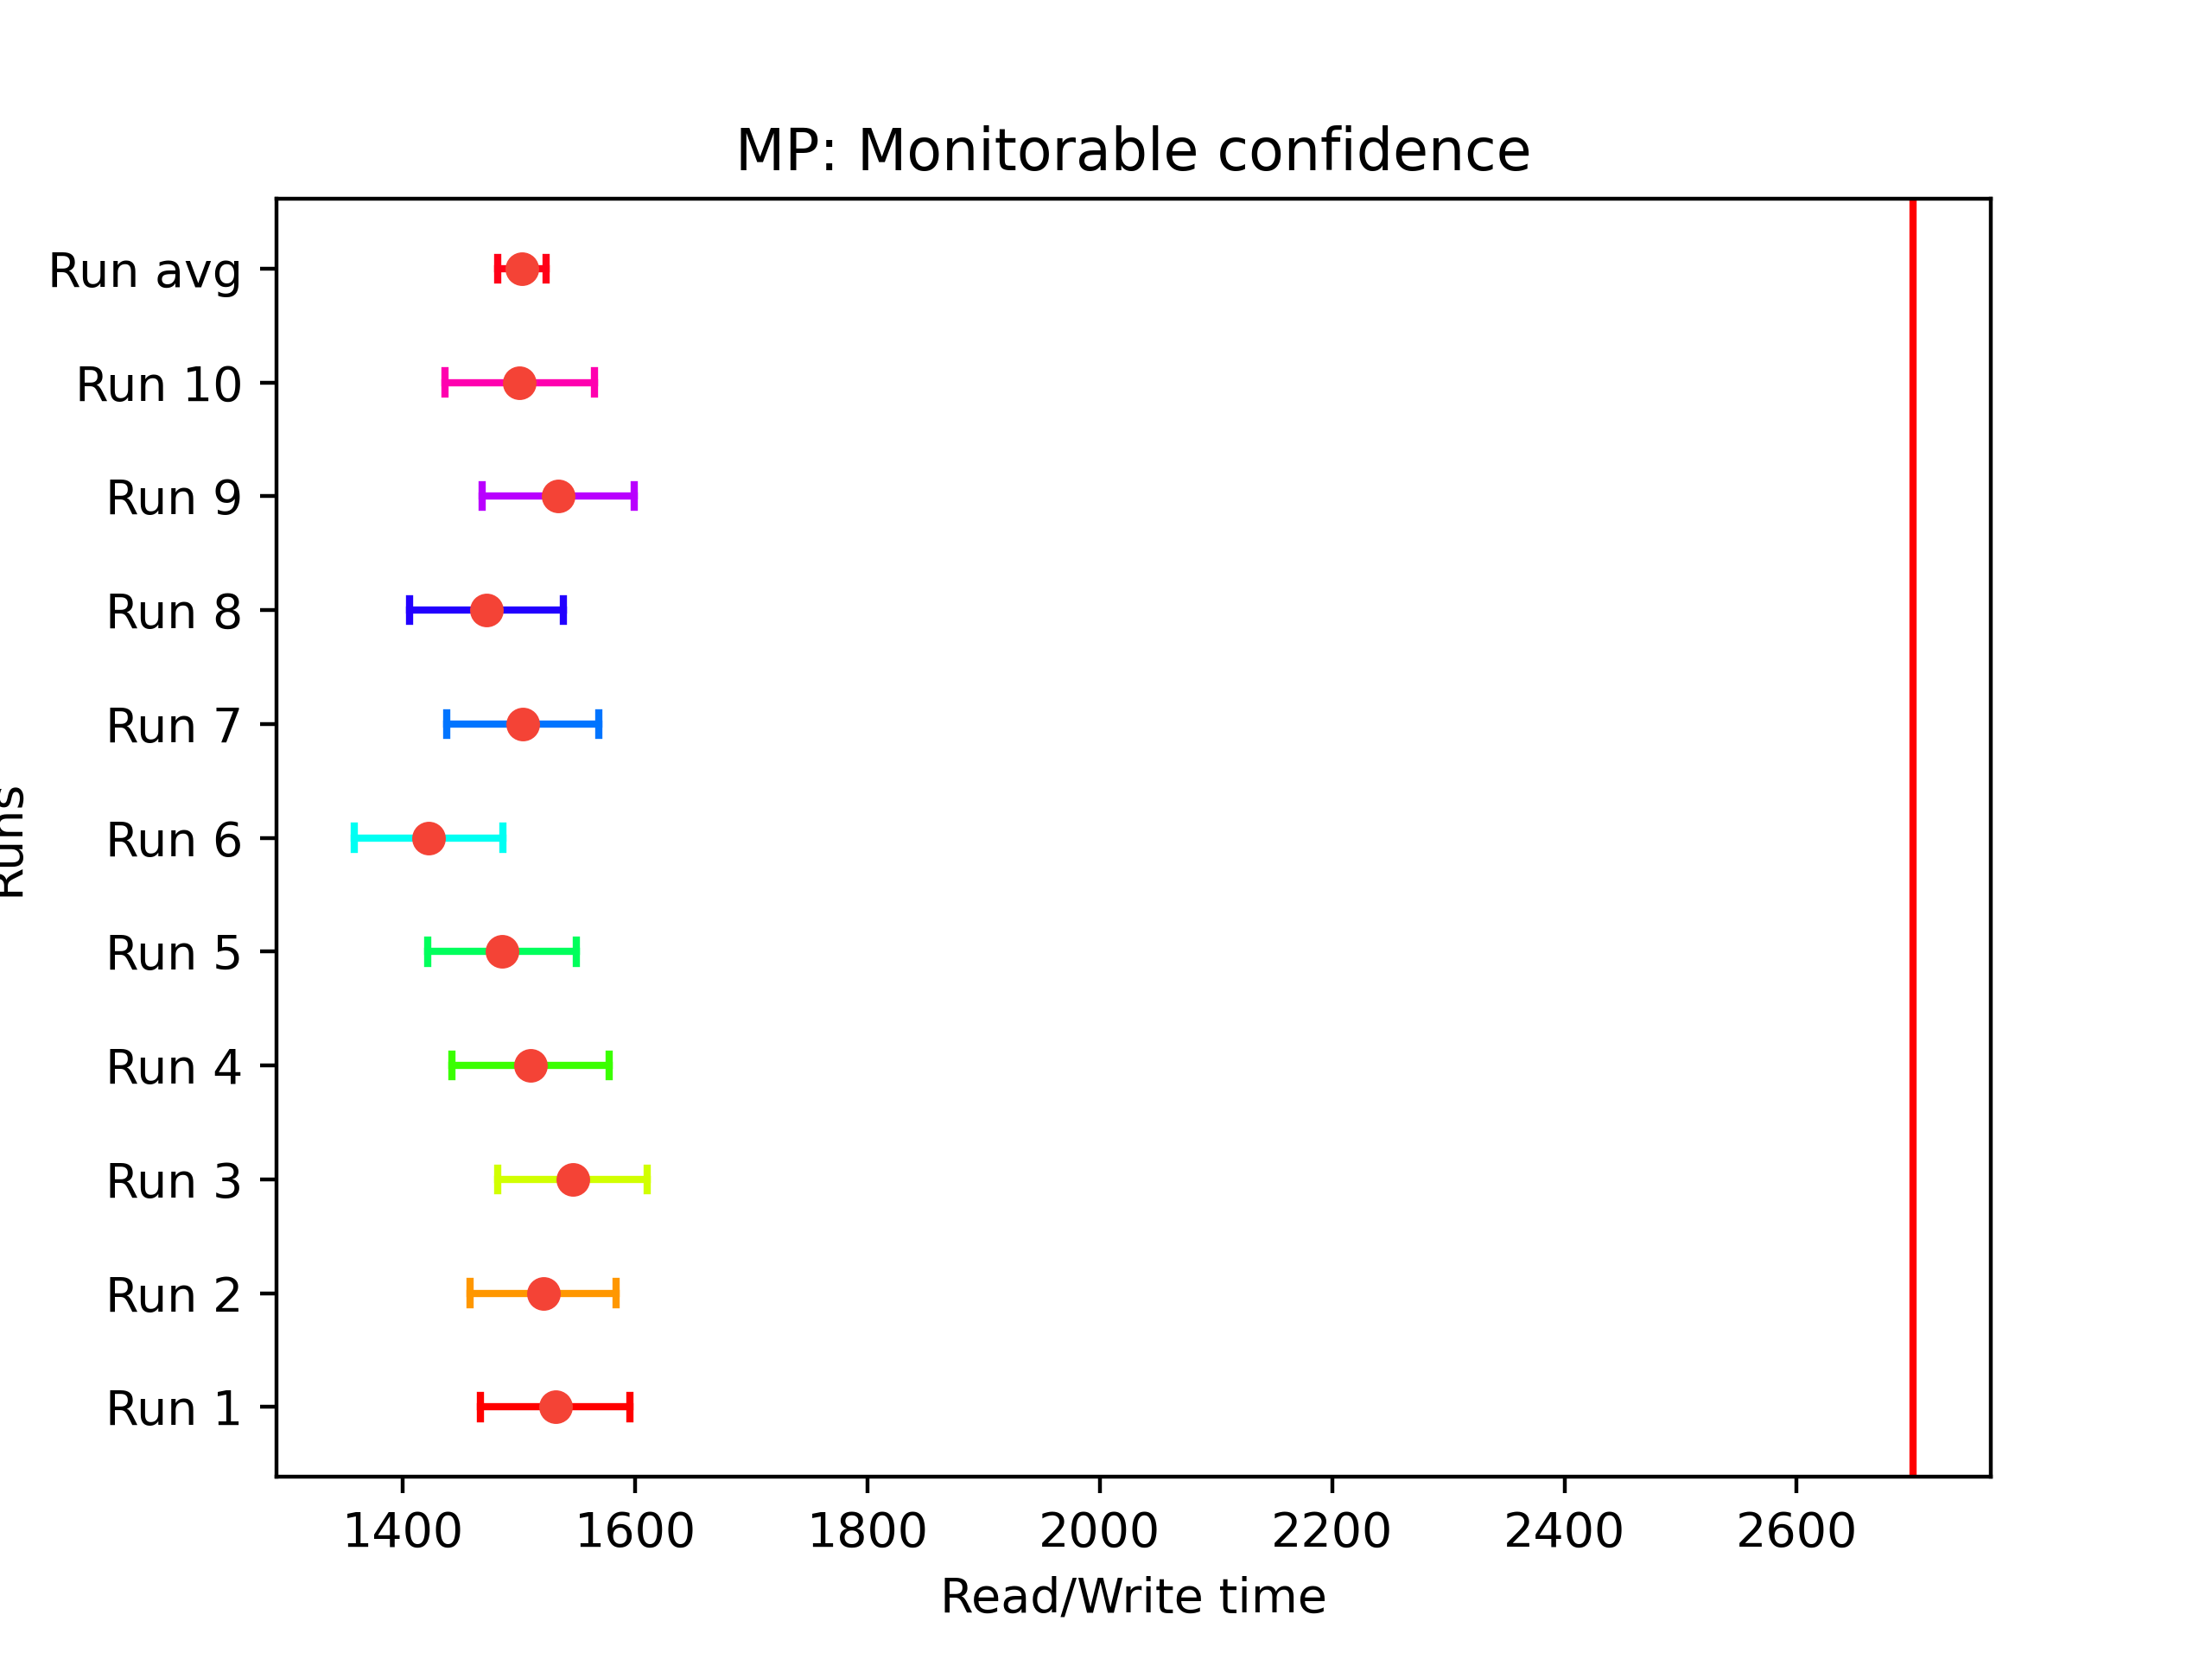 MP: Monitorable confidence
Run avg
Run 10
Run 9
Run 8
Run 7
Run 6
Run 5
Run 4
Run 3
Run 2
Run 1
Runs
1400 1600 1800 2000 2200 2400 2600
Read/Write time